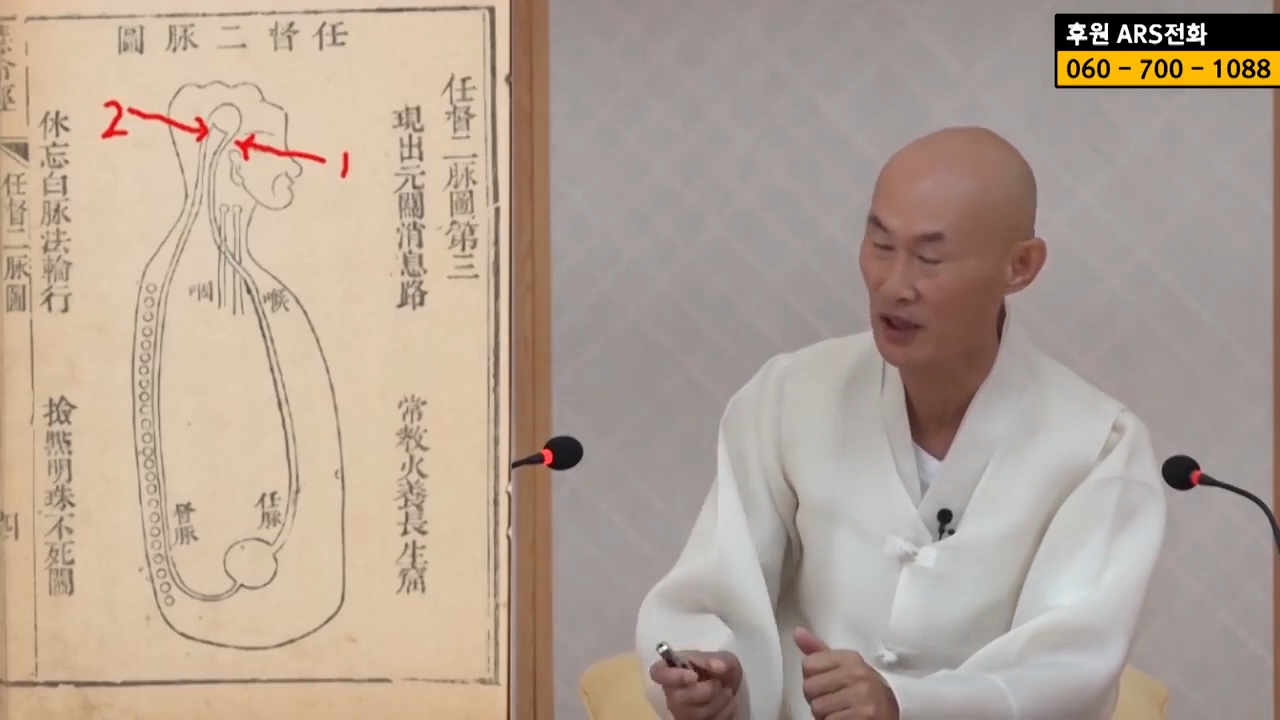 任督二脈圖
任督二脈圖第三
現出元關消息路
常教火養長生窟
休忘白脈法輪行
撿㸃明珠不死關
任督二脈圖
咽
喉
督脈
任脈
2
1
후원 ARS전화
060 - 700 - 1088